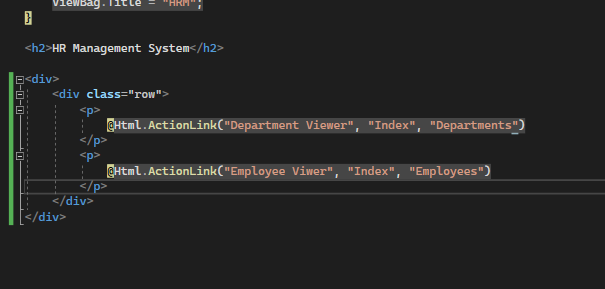 ViewBag.Title = "HRM";
}
<h2>HR Management System</h2>
<div>
<div class="row">
<p>
@Html.ActionLink("Department Viewer", "Index", "Departments")
</p>
<p>
@Html.ActionLink("Employee Viwer", "Index", "Employees")
</p>
</div>
</div>